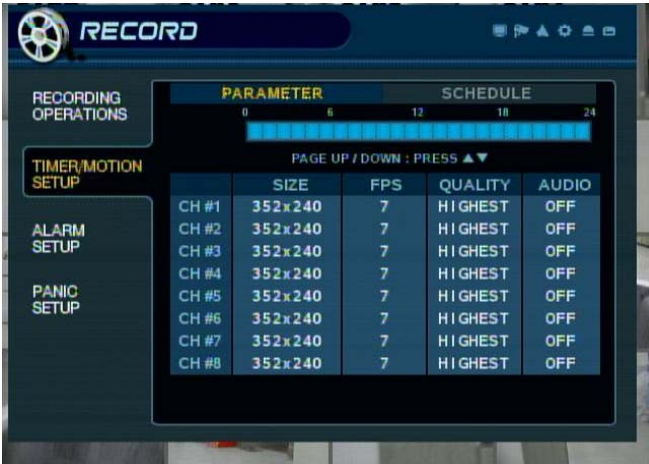 RECORD
RECORDING
OPERATIONS
TIMER/MOTION
SETUP
ALARM
SETUP
PANIC
SETUP
PARAMETER SCHEDULE
0 6 12 18 24
PAGE UP / DOWN : PRESS ▲▼
SIZE FPS QUALITY AUDIO
CH #1 352x240 7 HIGHEST OFF
CH #2 352x240 7 HIGHEST OFF
CH #3 352x240 7 HIGHEST OFF
CH #4 352x240 7 HIGHEST OFF
CH #5 352x240 7 HIGHEST OFF
CH #6 352x240 7 HIGHEST OFF
CH #7 352x240 7 HIGHEST OFF
CH #8 352x240 7 HIGHEST OFF